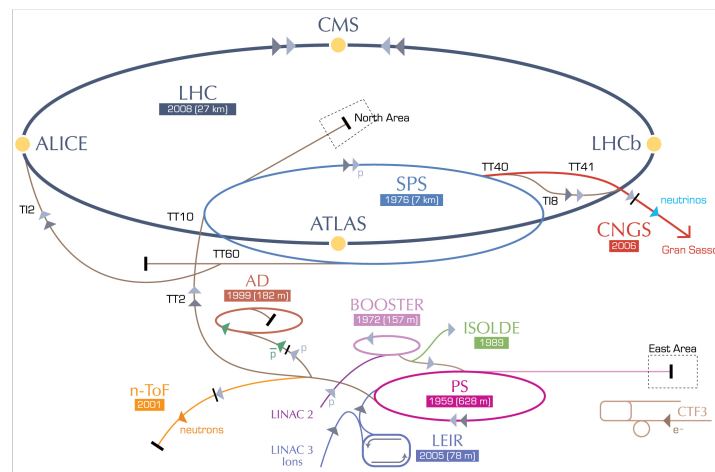 CMS
LHC
2008 (27 km)
North Area
ALICE
LHCb
TT40
TT41
p
SPS
1976 (7 km)
TI8
neutrinos
TI2
TT10
ATLAS
CNGS
2006
Gran Sasso
TT60
AD
1999 (182 m)
TT2
BOOSTER
1972 (157 m)
ISOLDE
1989
p
p
East Area
n-ToF
2001
PS
1959 (628 m)
p
LINAC 2
neutrons
CTF3
e-
LEIR
2005 (78 m)
LINAC 3
Ions